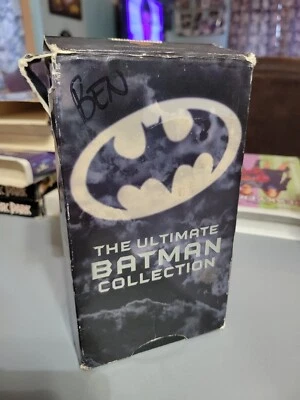 BEN
THE ULTIMATE
BATMAN
COLLECTION